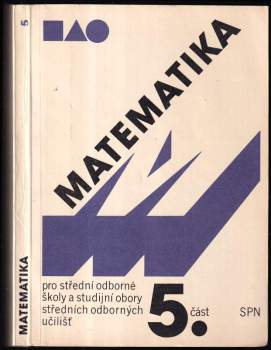 5
MATEMATIKA
MATEMATIKA
pro střední odborné
školy a studijní obory
středních odborných
učilišť
5.
část
SPN